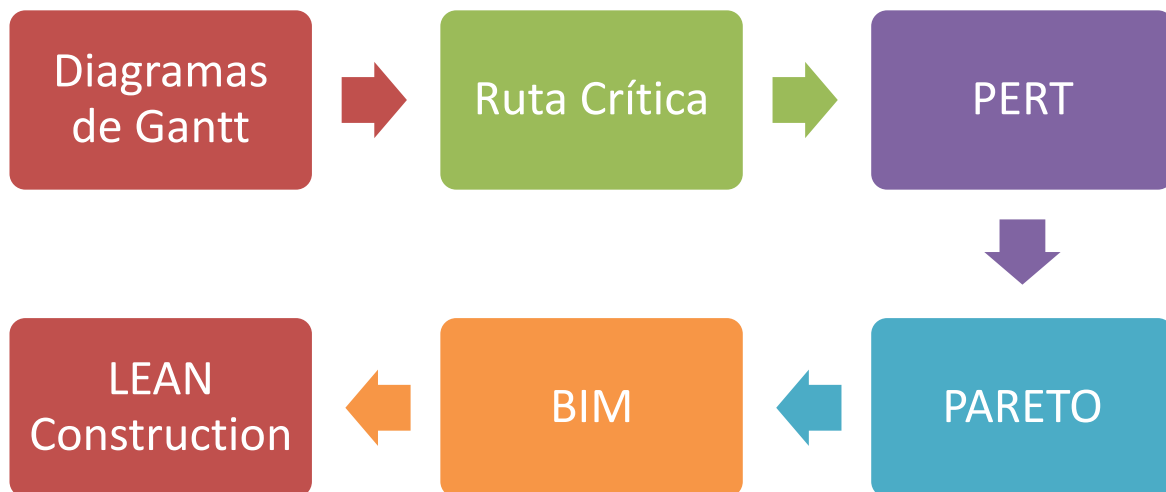 Diagramas
de Gantt
Ruta Crítica
PERT
PARETO
BIM
LEAN
Construction